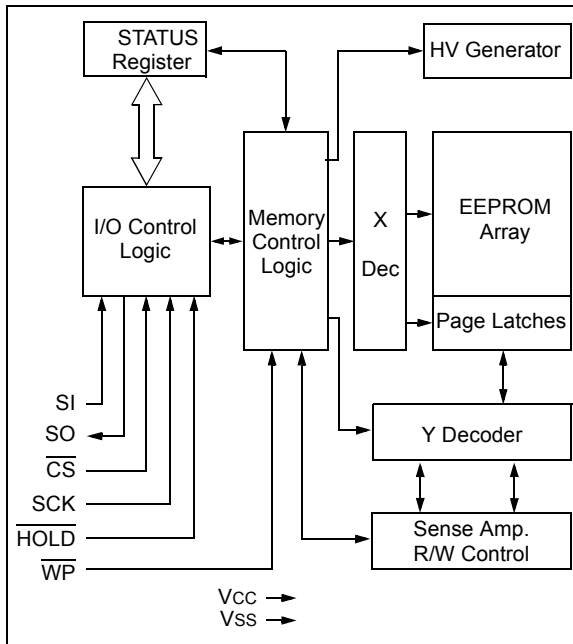 STATUS
Register
HV Generator
I/O Control
Logic
Memory
Control
Logic
X
Dec
EEPROM
Array
Page Latches
Y Decoder
Sense Amp.
R/W Control
SI
SO
CS
SCK
HOLD
WP
VCC
VSS